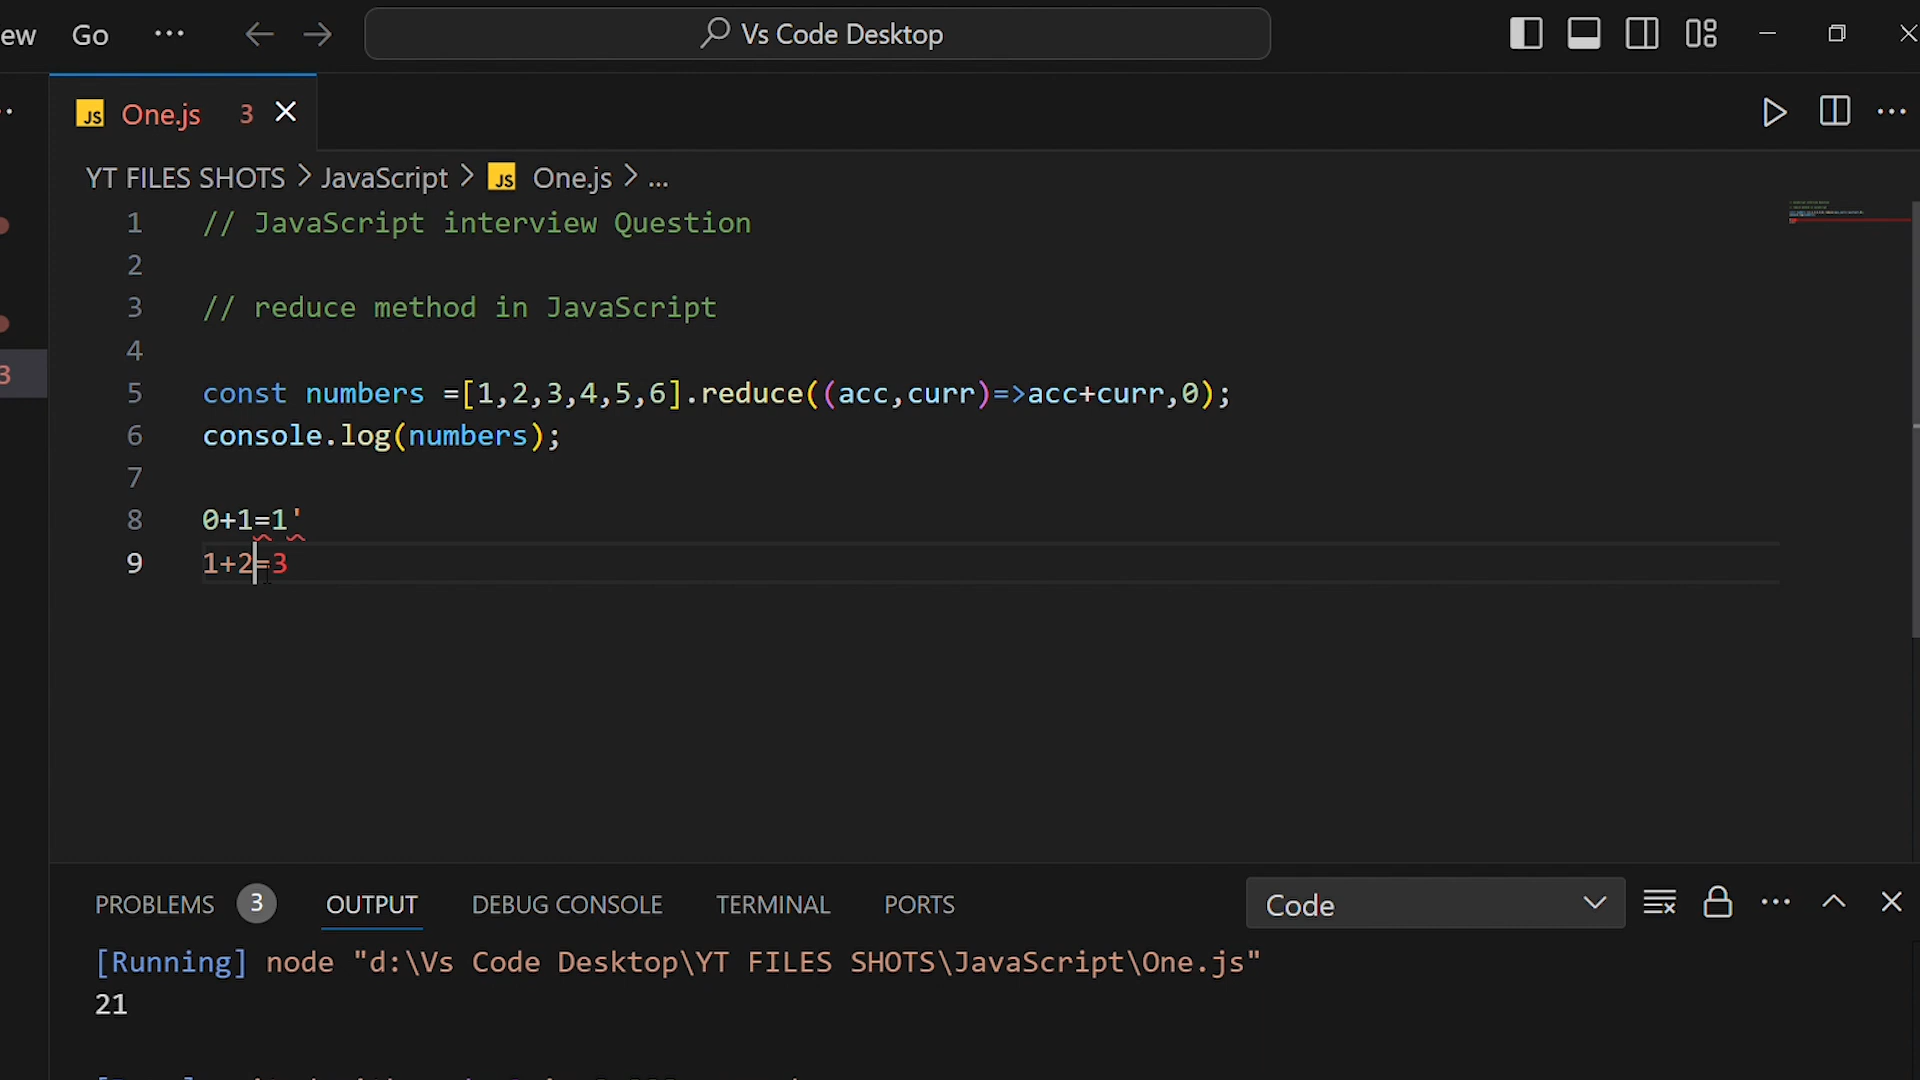 ew Go ... Vs Code Desktop
JS One.js 3
YT FILES SHOTS > JavaScript > JS One.js > ...
3
1 // JavaScript interview Question
2
3 // reduce method in JavaScript
4
5 const numbers =[1,2,3,4,5,6].reduce((acc,curr)=>acc+curr,0);
6 console.log(numbers);
7
8 0+1=1'
9 1+2=3
PROBLEMS 3 OUTPUT DEBUG CONSOLE TERMINAL PORTS Code
[Running] node "d:\Vs Code Desktop\YT FILES SHOTS\JavaScript\One.js"
21